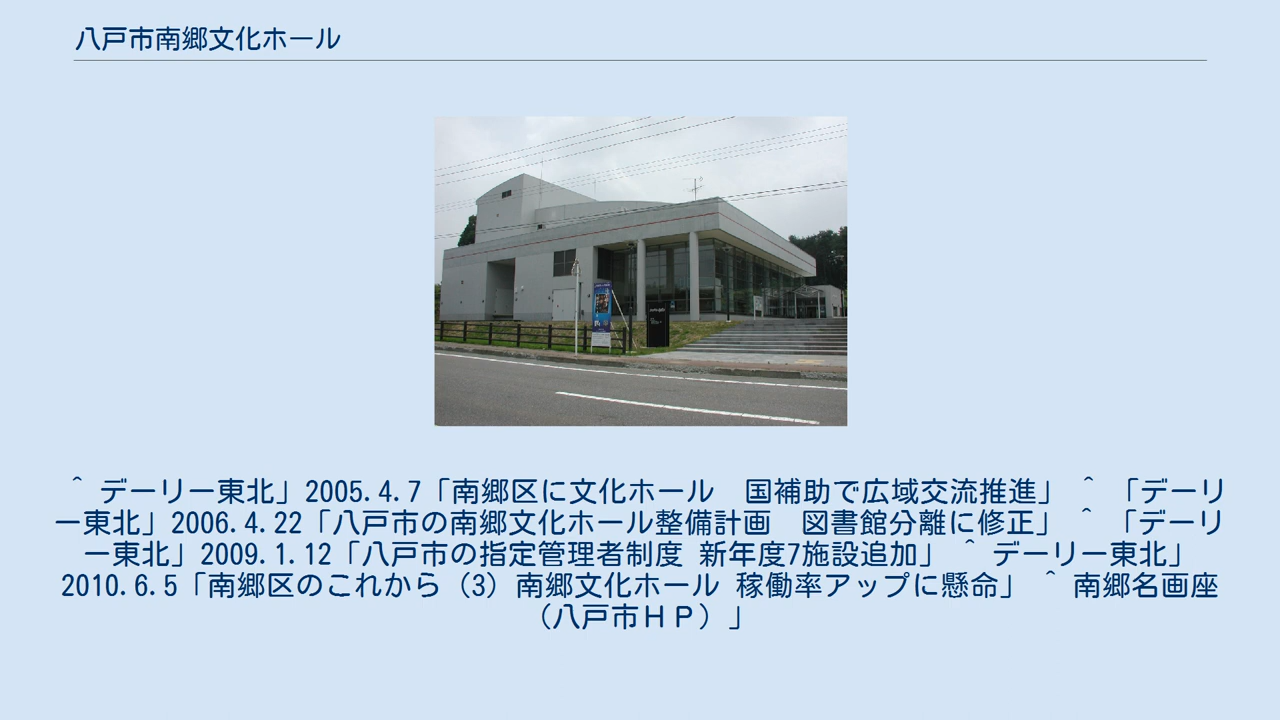 八戸市南郷文化ホール
^ デーリー東北」2005.4.7「南郷区に文化ホール　国補助で広域交流推進」 ^ 「デーリ
ー東北」2006.4.22「八戸市の南郷文化ホール整備計画　図書館分離に修正」 ^ 「デーリ
ー東北」2009.1.12「八戸市の指定管理者制度 新年度7施設追加」 ^ デーリー東北」
2010.6.5「南郷区のこれから（3）南郷文化ホール 稼働率アップに懸命」 ^ 南郷名画座
（八戸市ＨＰ）」